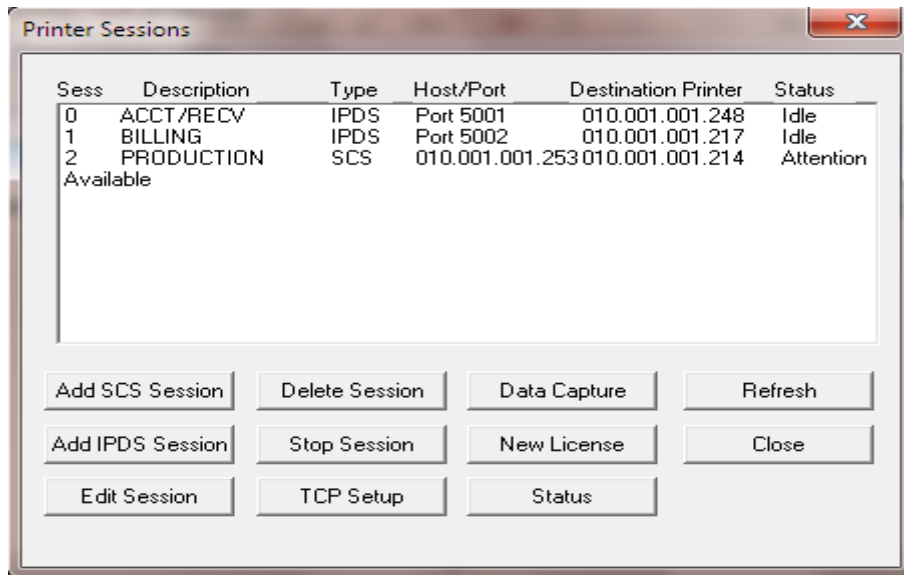 Printer Sessions
Sess Description Type Host/Port Destination Printer Status
0 ACCT/RECV IPDS Port 5001 010.001.001.248 Idle
1 BILLING IPDS Port 5002 010.001.001.217 Idle
2 PRODUCTION SCS 010.001.001.253 010.001.001.214 Attention
Available
Add SCS Session Delete Session Data Capture Refresh
Add IPDS Session Stop Session New License Close
Edit Session TCP Setup Status